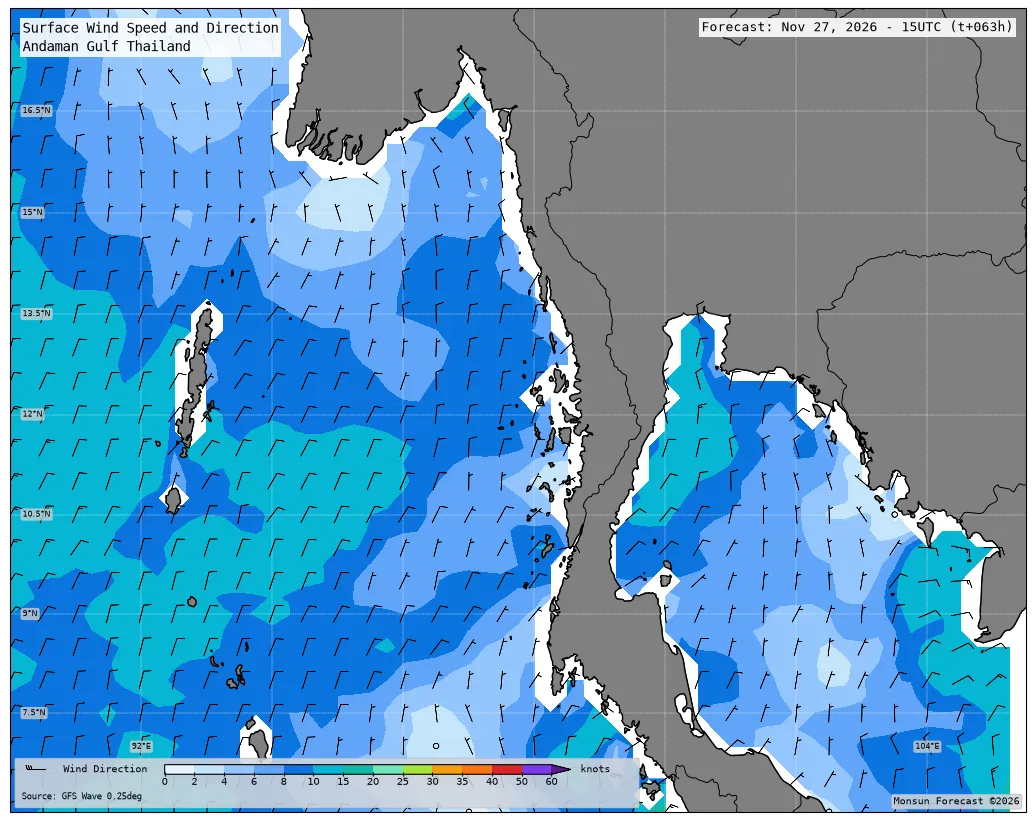 Surface Wind Speed and Direction
Andaman Gulf Thailand
Forecast: Nov 27, 2026 - 15UTC (t+063h)
16.5°N
15°N
13.5°N
12°N
10.5°N
9°N
7.5°N
92°E
104°E
Wind Direction
0 2 4 6 8 10 15 20 25 30 35 40 50 60 knots
Source: GFS Wave 0.25deg
Monsun Forecast ©2026